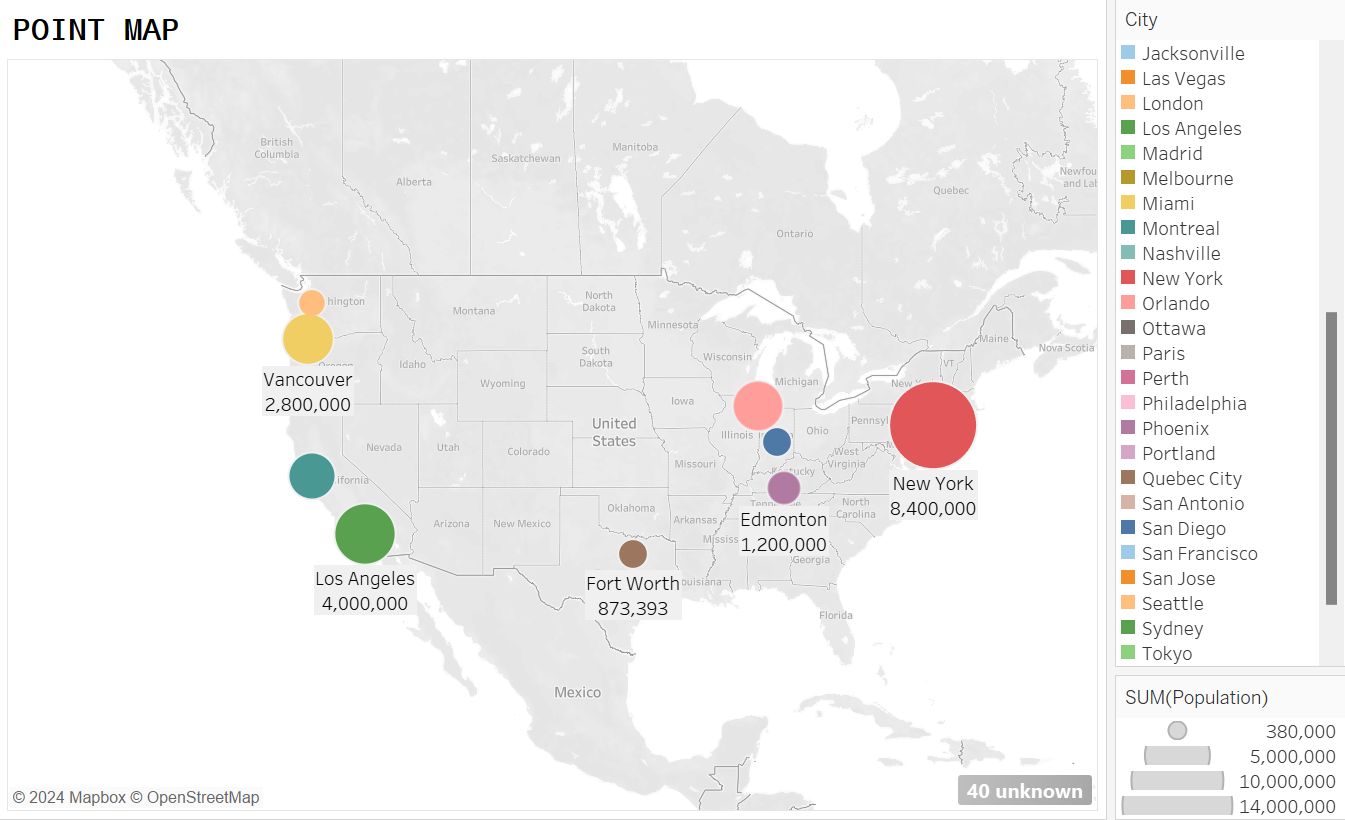 POINT MAP
British
Columbia
Alberta
Saskatchewan
Manitoba
Ontario
Quebec
Newfou
and Lab
hington
Montana
North
Dakota
Minnesota
Maine
Nova Scotia
Oregon
Idaho
South
Dakota
Wisconsin
VT
Vancouver
2,800,000
Wyoming
Michigan
New Y
Iowa
United
States
Illinois
Ohio
Pennsyl
Nevada
Utah
Colorado
Missouri
West
Virginia
ifornia
Kentucky
New York
8,400,000
Arizona
New Mexico
Oklahoma
Arkansas
Tennessee
North
Carolina
Edmonton
1,200,000
Mississ
Georgia
Los Angeles
4,000,000
Fort Worth
873,393
ouisiana
Florida
Mexico
© 2024 Mapbox © OpenStreetMap
40 unknown
City
Jacksonville
Las Vegas
London
Los Angeles
Madrid
Melbourne
Miami
Montreal
Nashville
New York
Orlando
Ottawa
Paris
Perth
Philadelphia
Phoenix
Portland
Quebec City
San Antonio
San Diego
San Francisco
San Jose
Seattle
Sydney
Tokyo
SUM(Population)
380,000
5,000,000
10,000,000
14,000,000